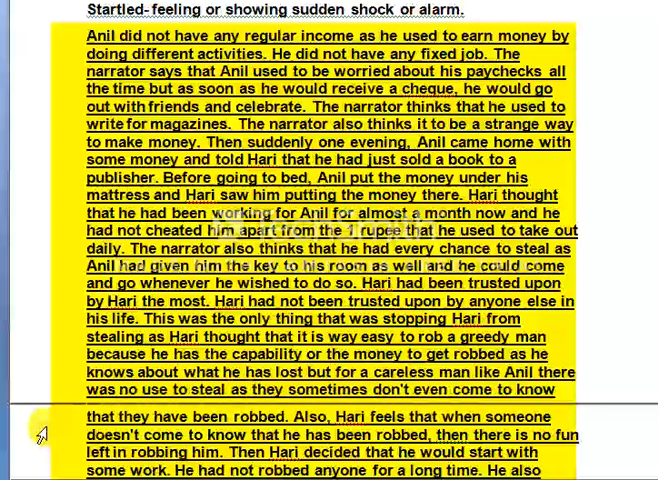 Startled- feeling or showing sudden shock or alarm.
Anil did not have any regular income as he used to earn money by
doing different activities. He did not have any fixed job. The
narrator says that Anil used to be worried about his paychecks all
the time but as soon as he would receive a cheque, he would go
out with friends and celebrate. The narrator thinks that he used to
write for magazines. The narrator also thinks it to be a strange way
to make money. Then suddenly one evening, Anil came home with
some money and told Hari that he had just sold a book to a
publisher. Before going to bed, Anil put the money under his
mattress and Hari saw him putting the money there. Hari thought
that he had been working for Anil for almost a month now and he
had not cheated him apart from the 1 rupee that he used to take out
daily. The narrator also thinks that he had every chance to steal as
Anil had given him the key to his room as well and he could come
and go whenever he wished to do so. Hari had been trusted upon
by Hari the most. Hari had not been trusted upon by anyone else in
his life. This was the only thing that was stopping Hari from
stealing as Hari thought that it is way easy to rob a greedy man
because he has the capability or the money to get robbed as he
knows about what he has lost but for a careless man like Anil there
was no use to steal as they sometimes don't even come to know
that they have been robbed. Also, Hari feels that when someone
doesn't come to know that he has been robbed, then there is no fun
left in robbing him. Then Hari decided that he would start with
some work. He had not robbed anyone for a long time. He also